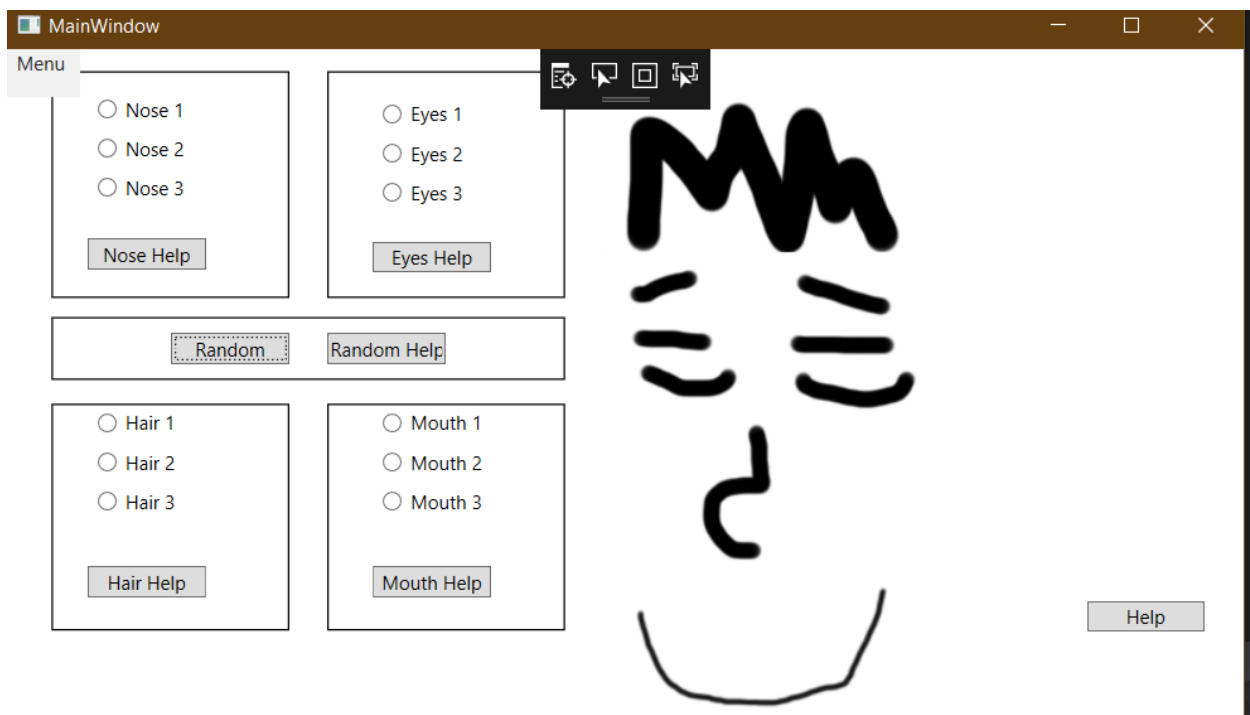 MainWindow
Menu
Nose 1
Nose 2
Nose 3
Nose Help
Eyes 1
Eyes 2
Eyes 3
Eyes Help
Random
Random Help
Hair 1
Hair 2
Hair 3
Hair Help
Mouth 1
Mouth 2
Mouth 3
Mouth Help
Help